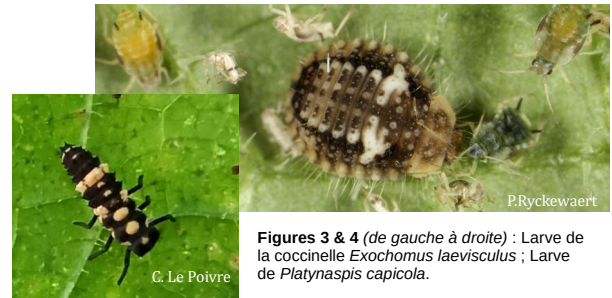 P.Ryckewaert
C. Le Poivre
Figures 3 & 4 (de gauche à droite) : Larve de
la coccinelle Exochomus laevisculus ; Larve
de Platynaspis capicola.